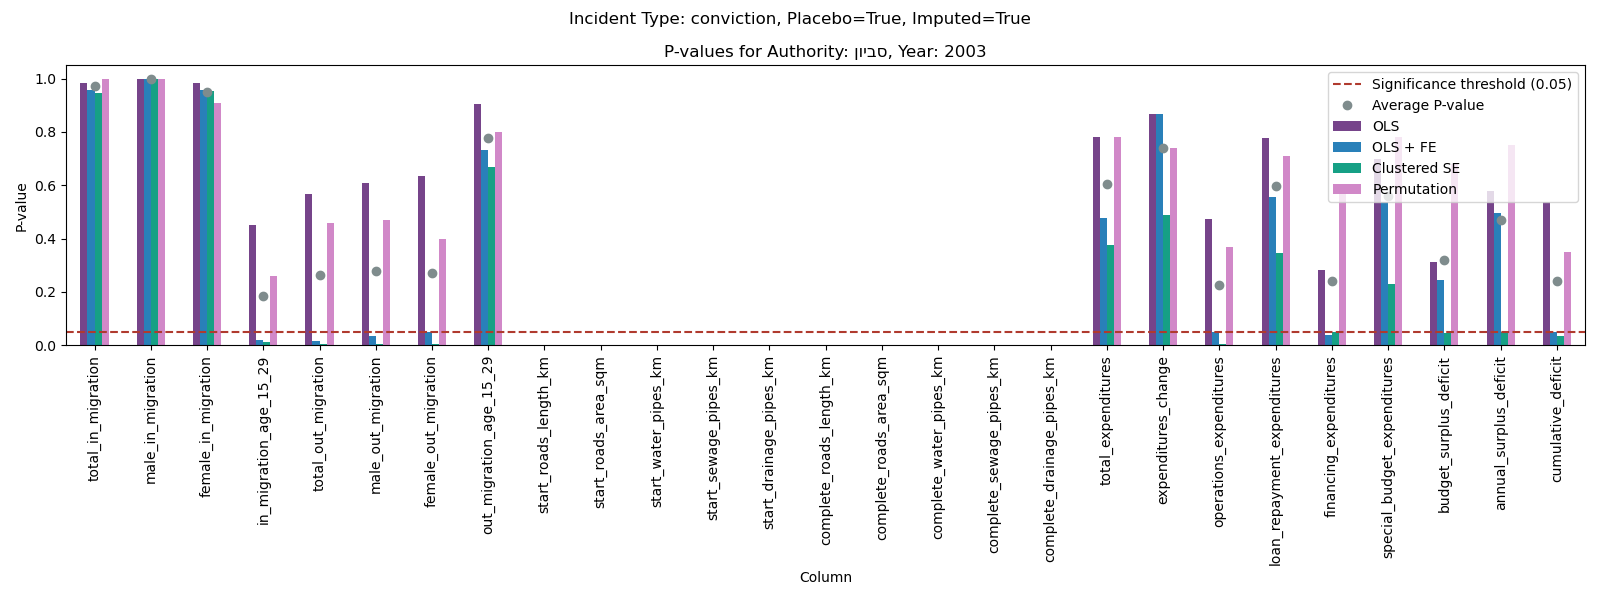 Incident Type: conviction, Placebo=True, Imputed=True
P-values for Authority: סביון, Year: 2003
P-value
1.0
0.8
0.6
0.4
0.2
0.0
Significance threshold (0.05)
Average P-value
OLS
OLS + FE
Clustered SE
Permutation
total_in_migration
male_in_migration
female_in_migration
in_migration_age_15_29
total_out_migration
male_out_migration
female_out_migration
out_migration_age_15_29
start_roads_length_km
start_roads_area_sqm
start_water_pipes_km
start_sewage_pipes_km
start_drainage_pipes_km
complete_roads_length_km
complete_roads_area_sqm
complete_water_pipes_km
complete_sewage_pipes_km
complete_drainage_pipes_km
total_expenditures
expenditures_change
operations_expenditures
loan_repayment_expenditures
financing_expenditures
special_budget_expenditures
budget_surplus_deficit
annual_surplus_deficit
cumulative_deficit
Column